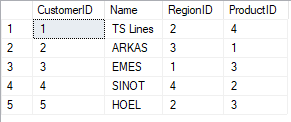 CustomerID Name RegionID ProductID
1 1 TS Lines 2 4
2 2 ARKAS 3 1
3 3 EMES 1 3
4 4 SINOT 4 2
5 5 HOEL 2 3